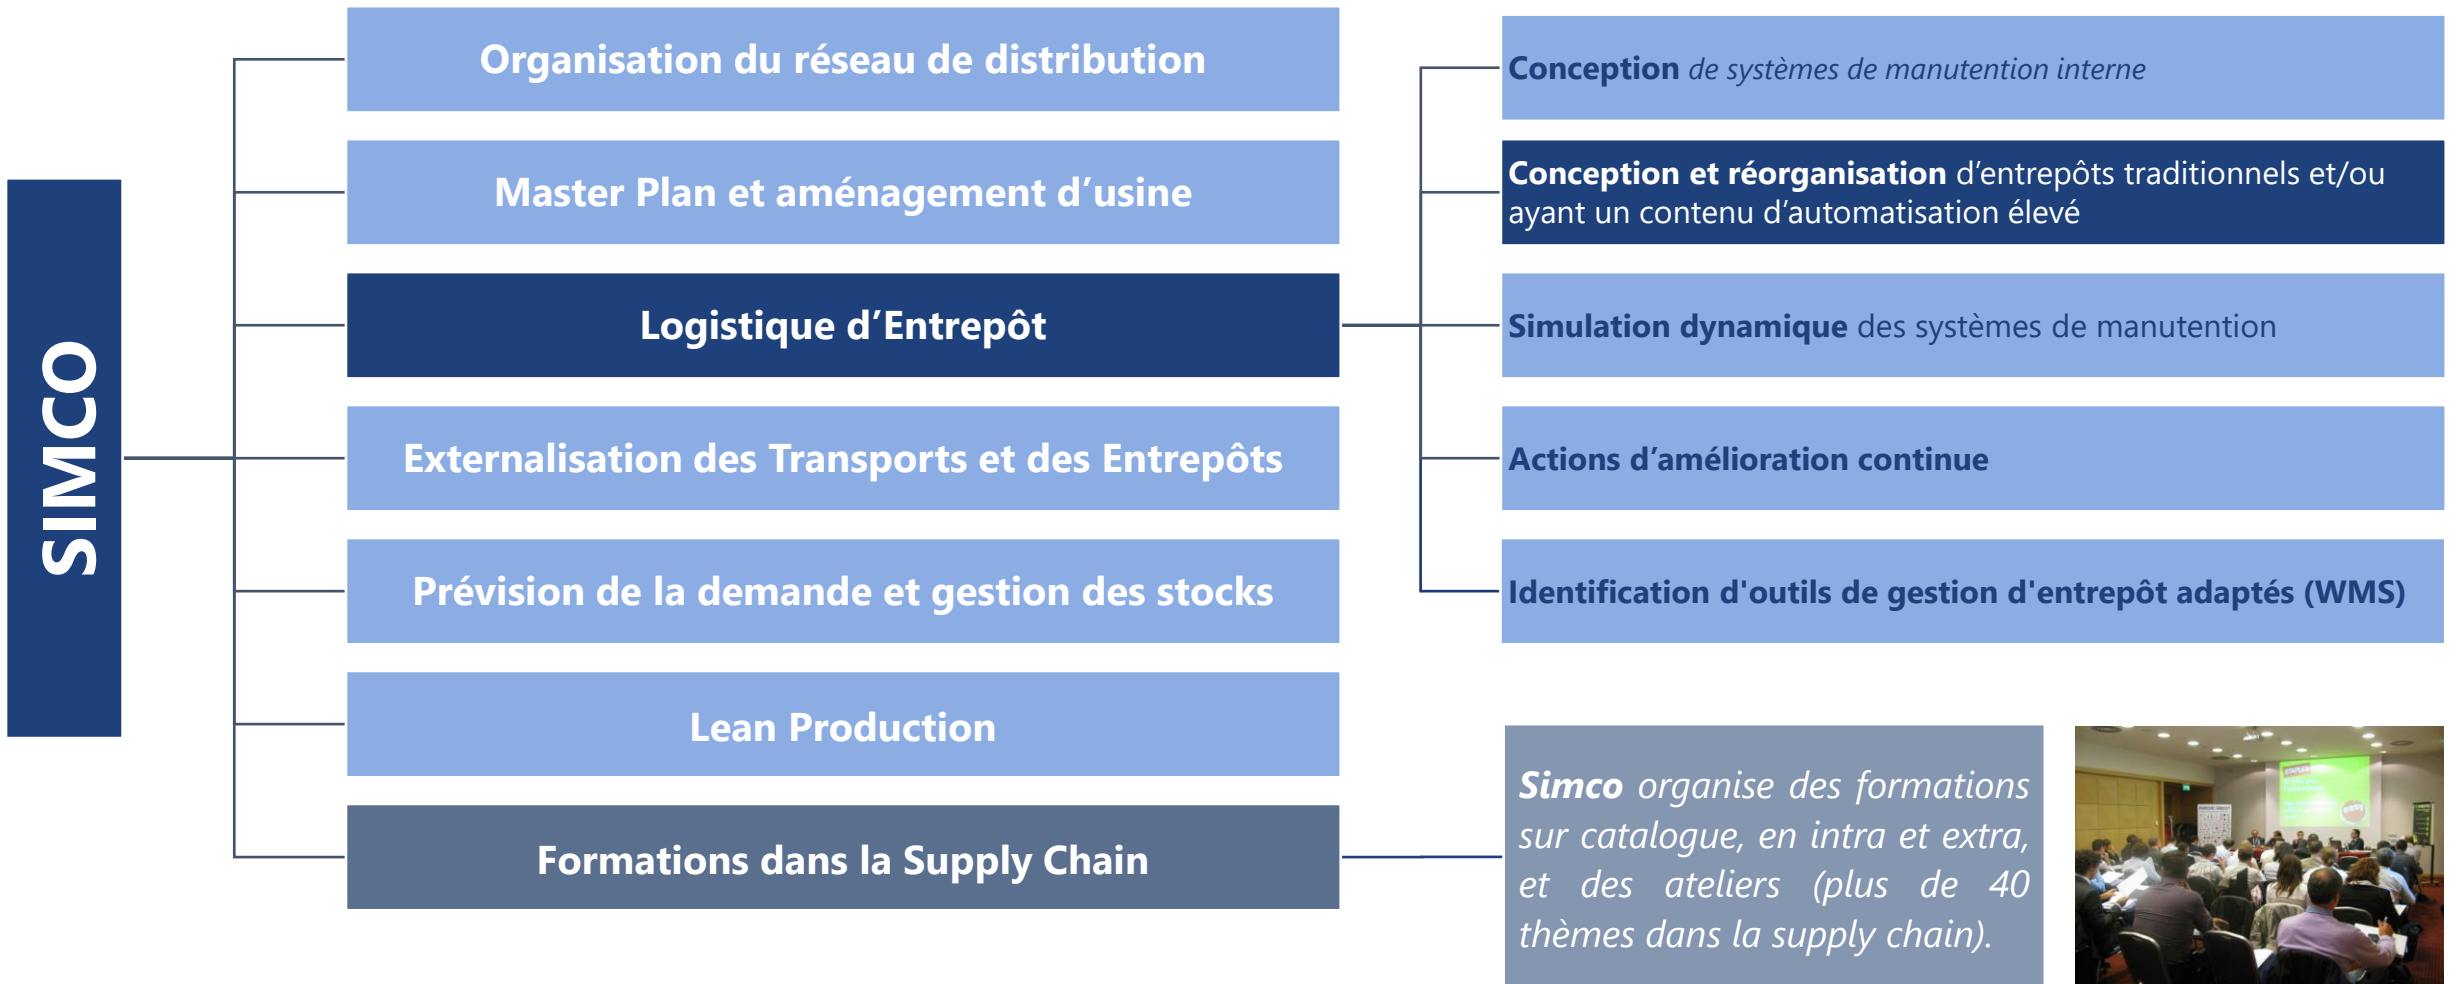 SIMCO
Organisation du réseau de distribution
Master Plan et aménagement d’usine
Logistique d’Entrepôt
Externalisation des Transports et des Entrepôts
Prévision de la demande et gestion des stocks
Lean Production
Formations dans la Supply Chain
Conception de systèmes de manutention interne
Conception et réorganisation d’entrepôts traditionnels et/ou
ayant un contenu d’automatisation élevé
Simulation dynamique des systèmes de manutention
Actions d’amélioration continue
Identification d'outils de gestion d'entrepôt adaptés (WMS)
Simco organise des formations
sur catalogue, en intra et extra,
et des ateliers (plus de 40
thèmes dans la supply chain).